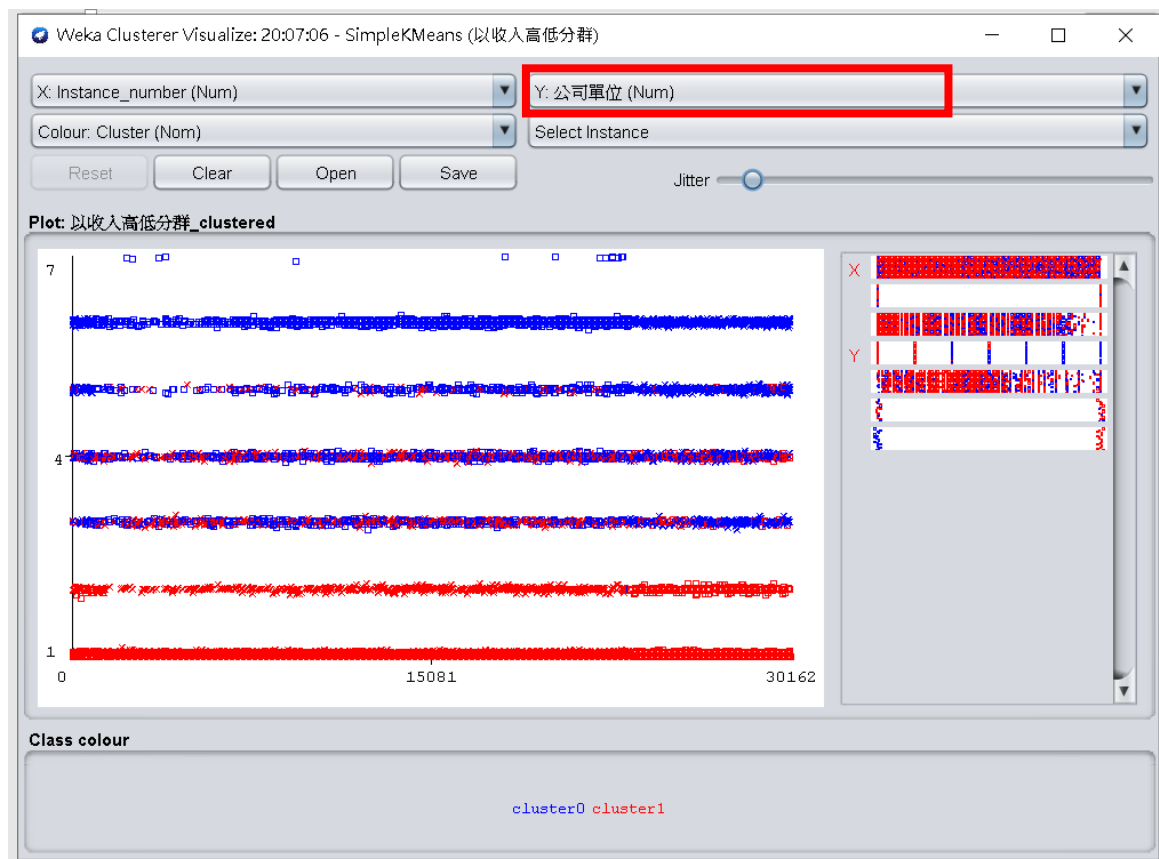 Weka Clusterer Visualize: 20:07:06 - SimpleKMeans (以收入高低分群)
X: Instance_number (Num)
Y: 公司單位 (Num)
Colour: Cluster (Nom)
Select Instance
Reset
Clear
Open
Save
Jitter
Plot: 以收入高低分群_clustered
7
4
1
0
15081
30162
X
Y
Class colour
cluster0 cluster1